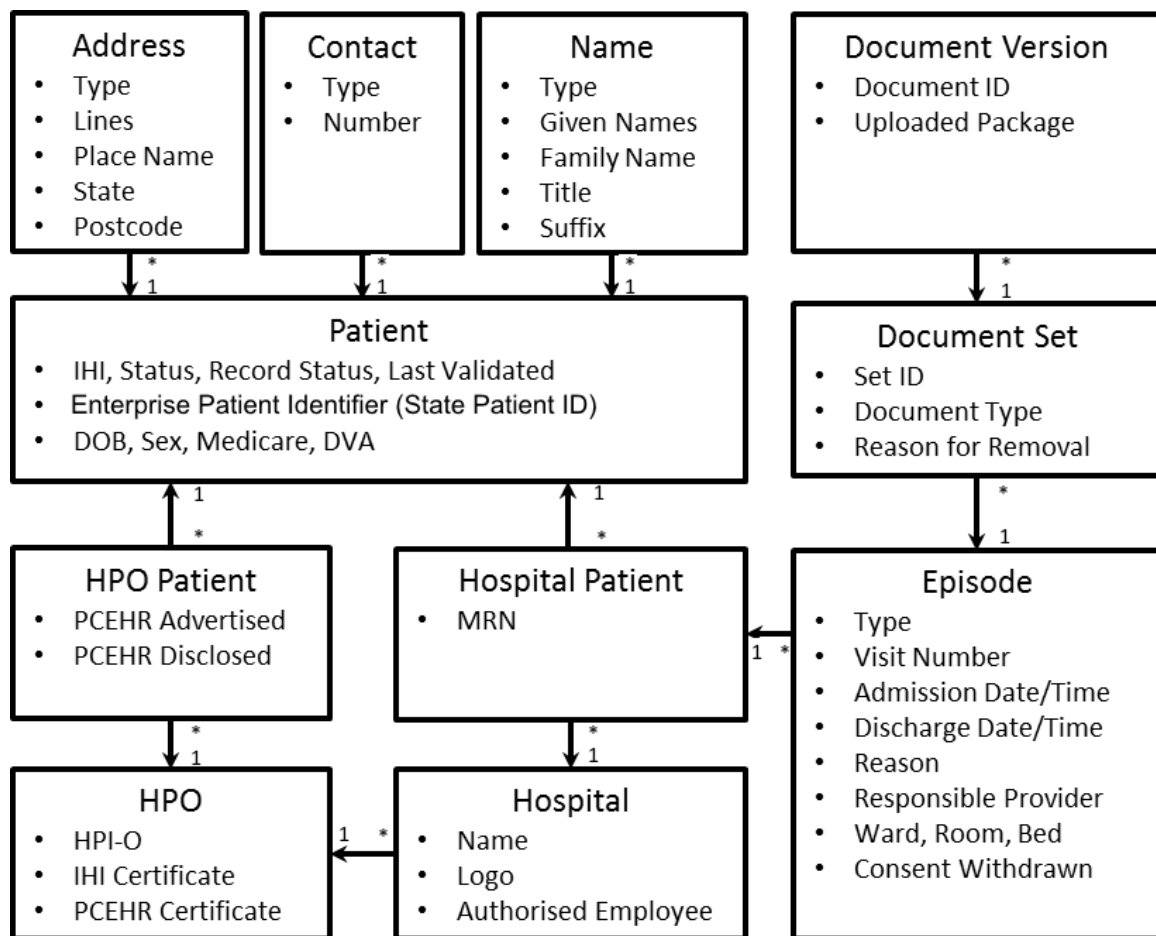 Address
• Type
• Lines
• Place Name
• State
• Postcode
Contact
• Type
• Number
Name
• Type
• Given Names
• Family Name
• Title
• Suffix
Document Version
• Document ID
• Uploaded Package
*
1
*
1
*
1
*
1
Patient
• IHI, Status, Record Status, Last Validated
• Enterprise Patient Identifier (State Patient ID)
• DOB, Sex, Medicare, DVA
Document Set
• Set ID
• Document Type
• Reason for Removal
1
*
1
*
*
1
HPO Patient
• PCEHR Advertised
• PCEHR Disclosed
Hospital Patient
• MRN
1 *
Episode
• Type
• Visit Number
• Admission Date/Time
• Discharge Date/Time
• Reason
• Responsible Provider
• Ward, Room, Bed
• Consent Withdrawn
*
1
*
1
HPO
• HPI-O
• IHI Certificate
• PCEHR Certificate
1 *
Hospital
• Name
• Logo
• Authorised Employee